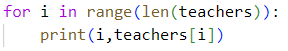 for i in range(len(teachers)):
    print(i,teachers[i])